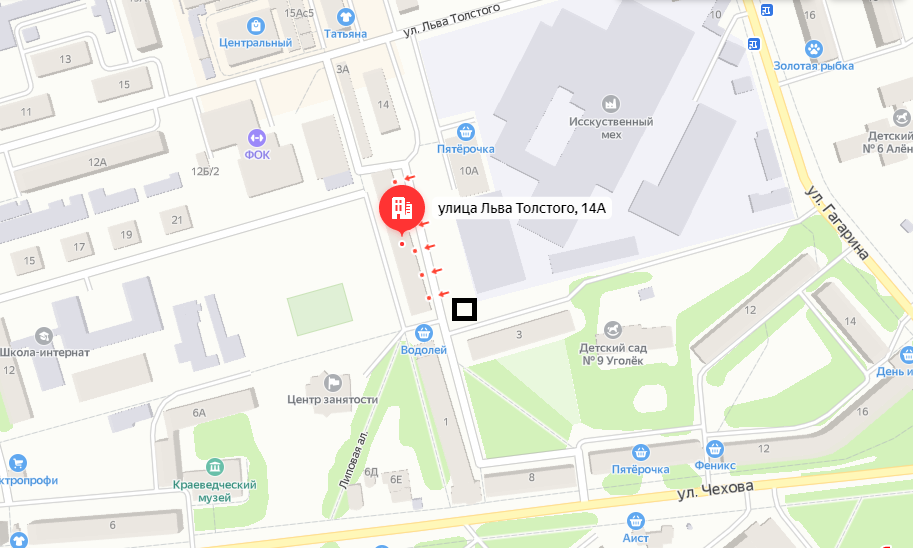 15Ас5
Татьяна
ул. Льва Толстого
10
16
Центральный
Золотая рыбка
13
3А
15
14
11
Исскуственный
мех
Детский
№ 6 Алён
ФОК
Пятёрочка
12А
12Б/2
10А
улица Льва Толстого, 14А
ул. Гагарина
21
19
17
15
12
14
3
Школа-интернат
Водолей
Детский сад
№ 9 Уголёк
День и
12
Центр занятости
6А
1
16
Липовая ал.
12
Пятёрочка
Феникс
ктропрофи
Краеведческий
музей
6Д
6Е
8
ул. Чехова
6
Аист